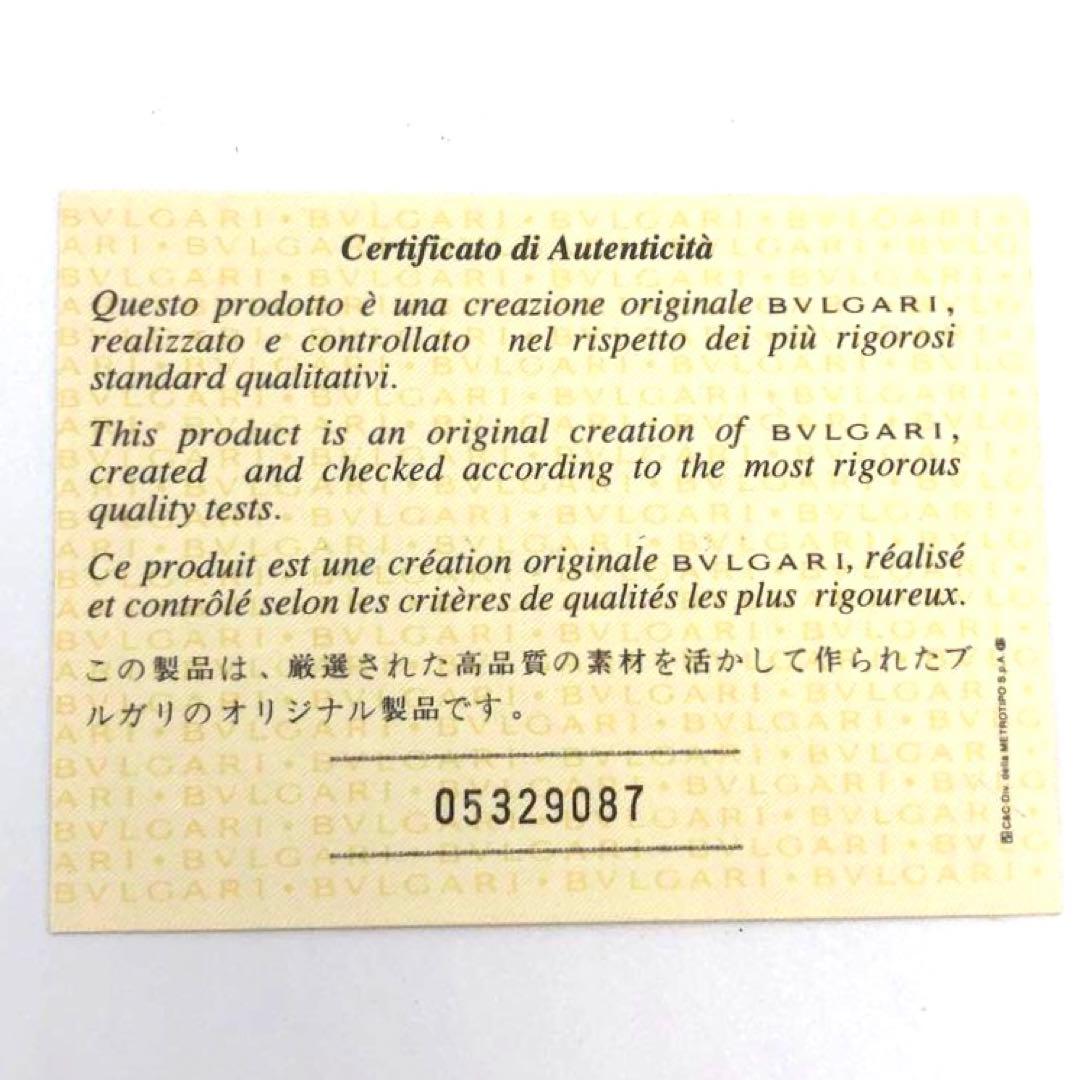 Certificato di Autenticità
Questo prodotto è una creazione originale BVLGARI,
realizzato e controllato nel rispetto dei più rigorosi
standard qualitativi.
This product is an original creation of BVLGARI,
created and checked according to the most rigorous
quality tests.
Ce produit est une création originale BVLGARI, réalisé
et contrôlé selon les critères de qualités les plus rigoureux.
この製品は、厳選された高品質の素材を活かして作られたブ
ルガリのオリジナル製品です。
05329087
C&C Div. della METROTIPO S.p.A.